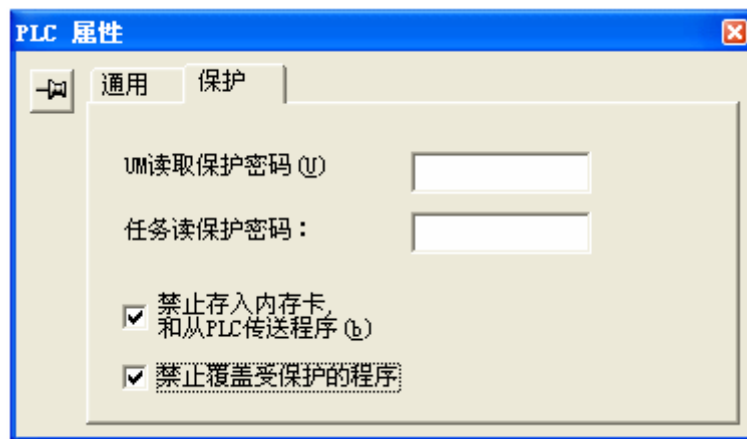 PLC 属性
通用
保护
UM读取保护密码(U)
任务读保护密码：
禁止存入内存卡,
和从PLC传送程序(b)
禁止覆盖受保护的程序